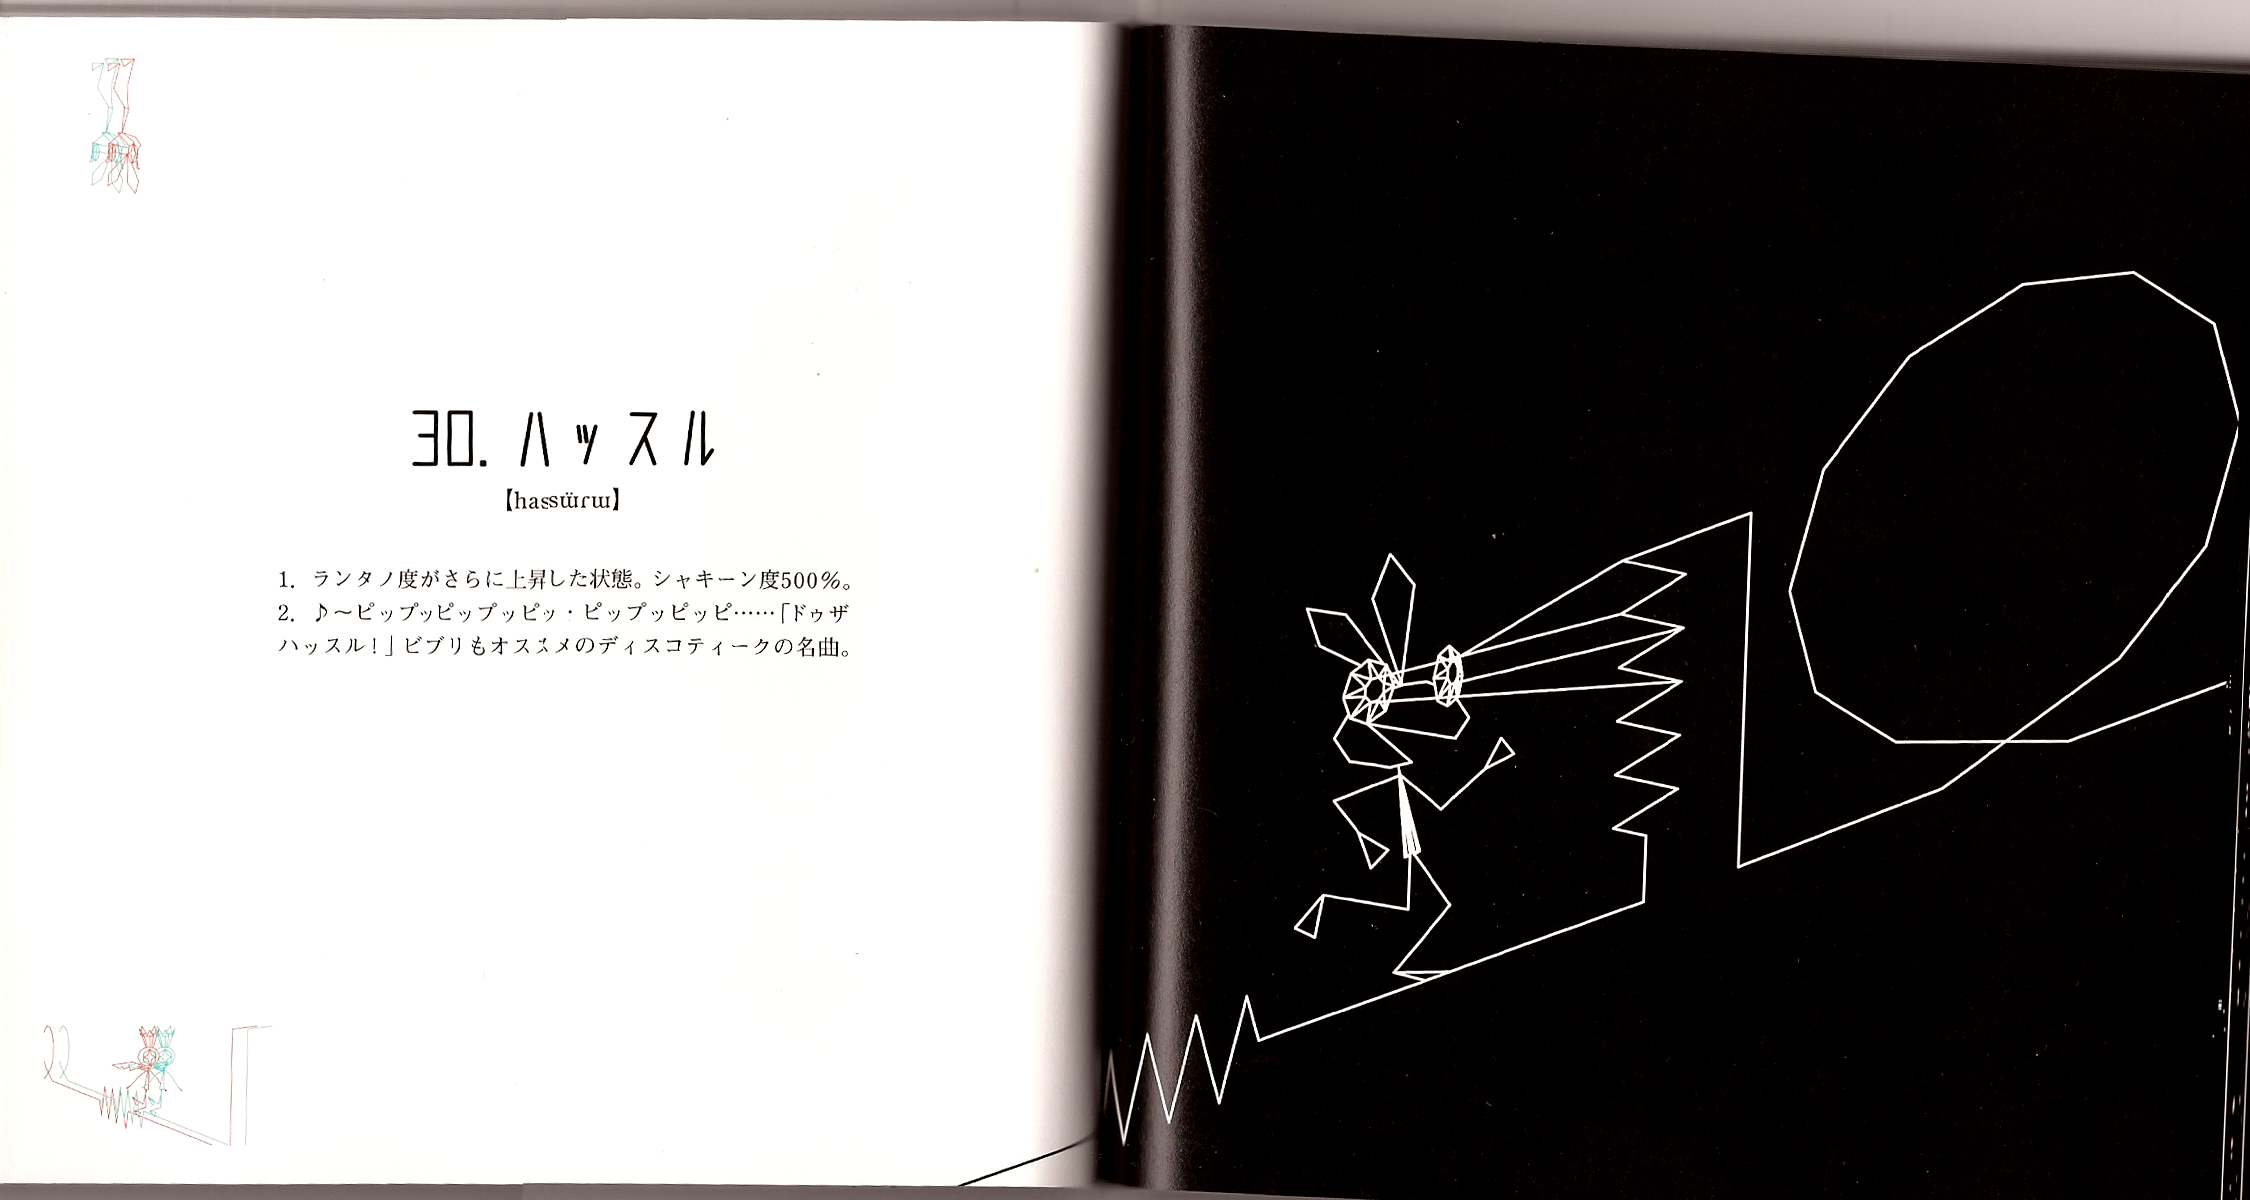 30. ハッスル
【hassɯ̈ɾɯ】
1. ランタノ度がさらに上昇した状態。シャキーン度500%。
2. ♪～ピップッピップッピッ・ピップッピッピ……「ドゥザ
ハッスル！」ビブリもオススメのディスコティークの名曲。